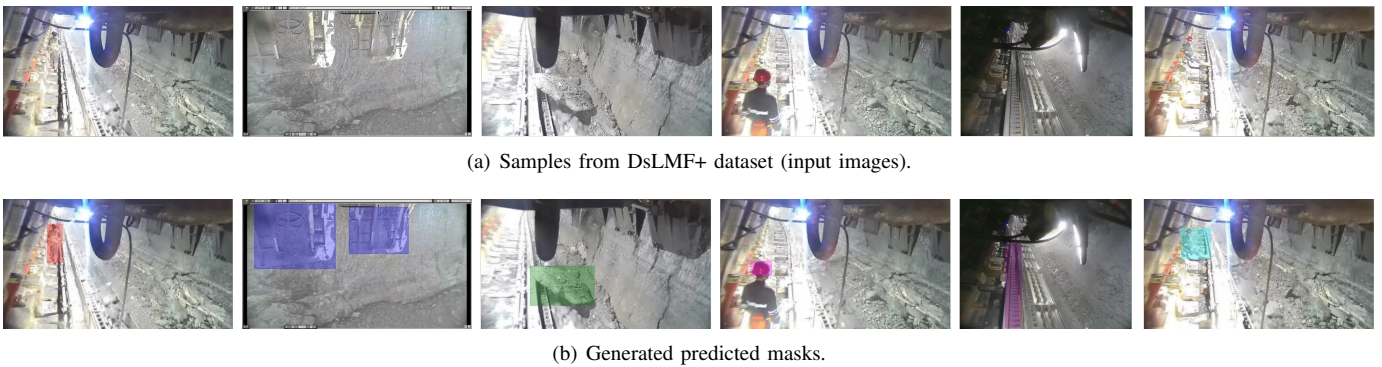 (a) Samples from DsLMF+ dataset (input images).
(b) Generated predicted masks.